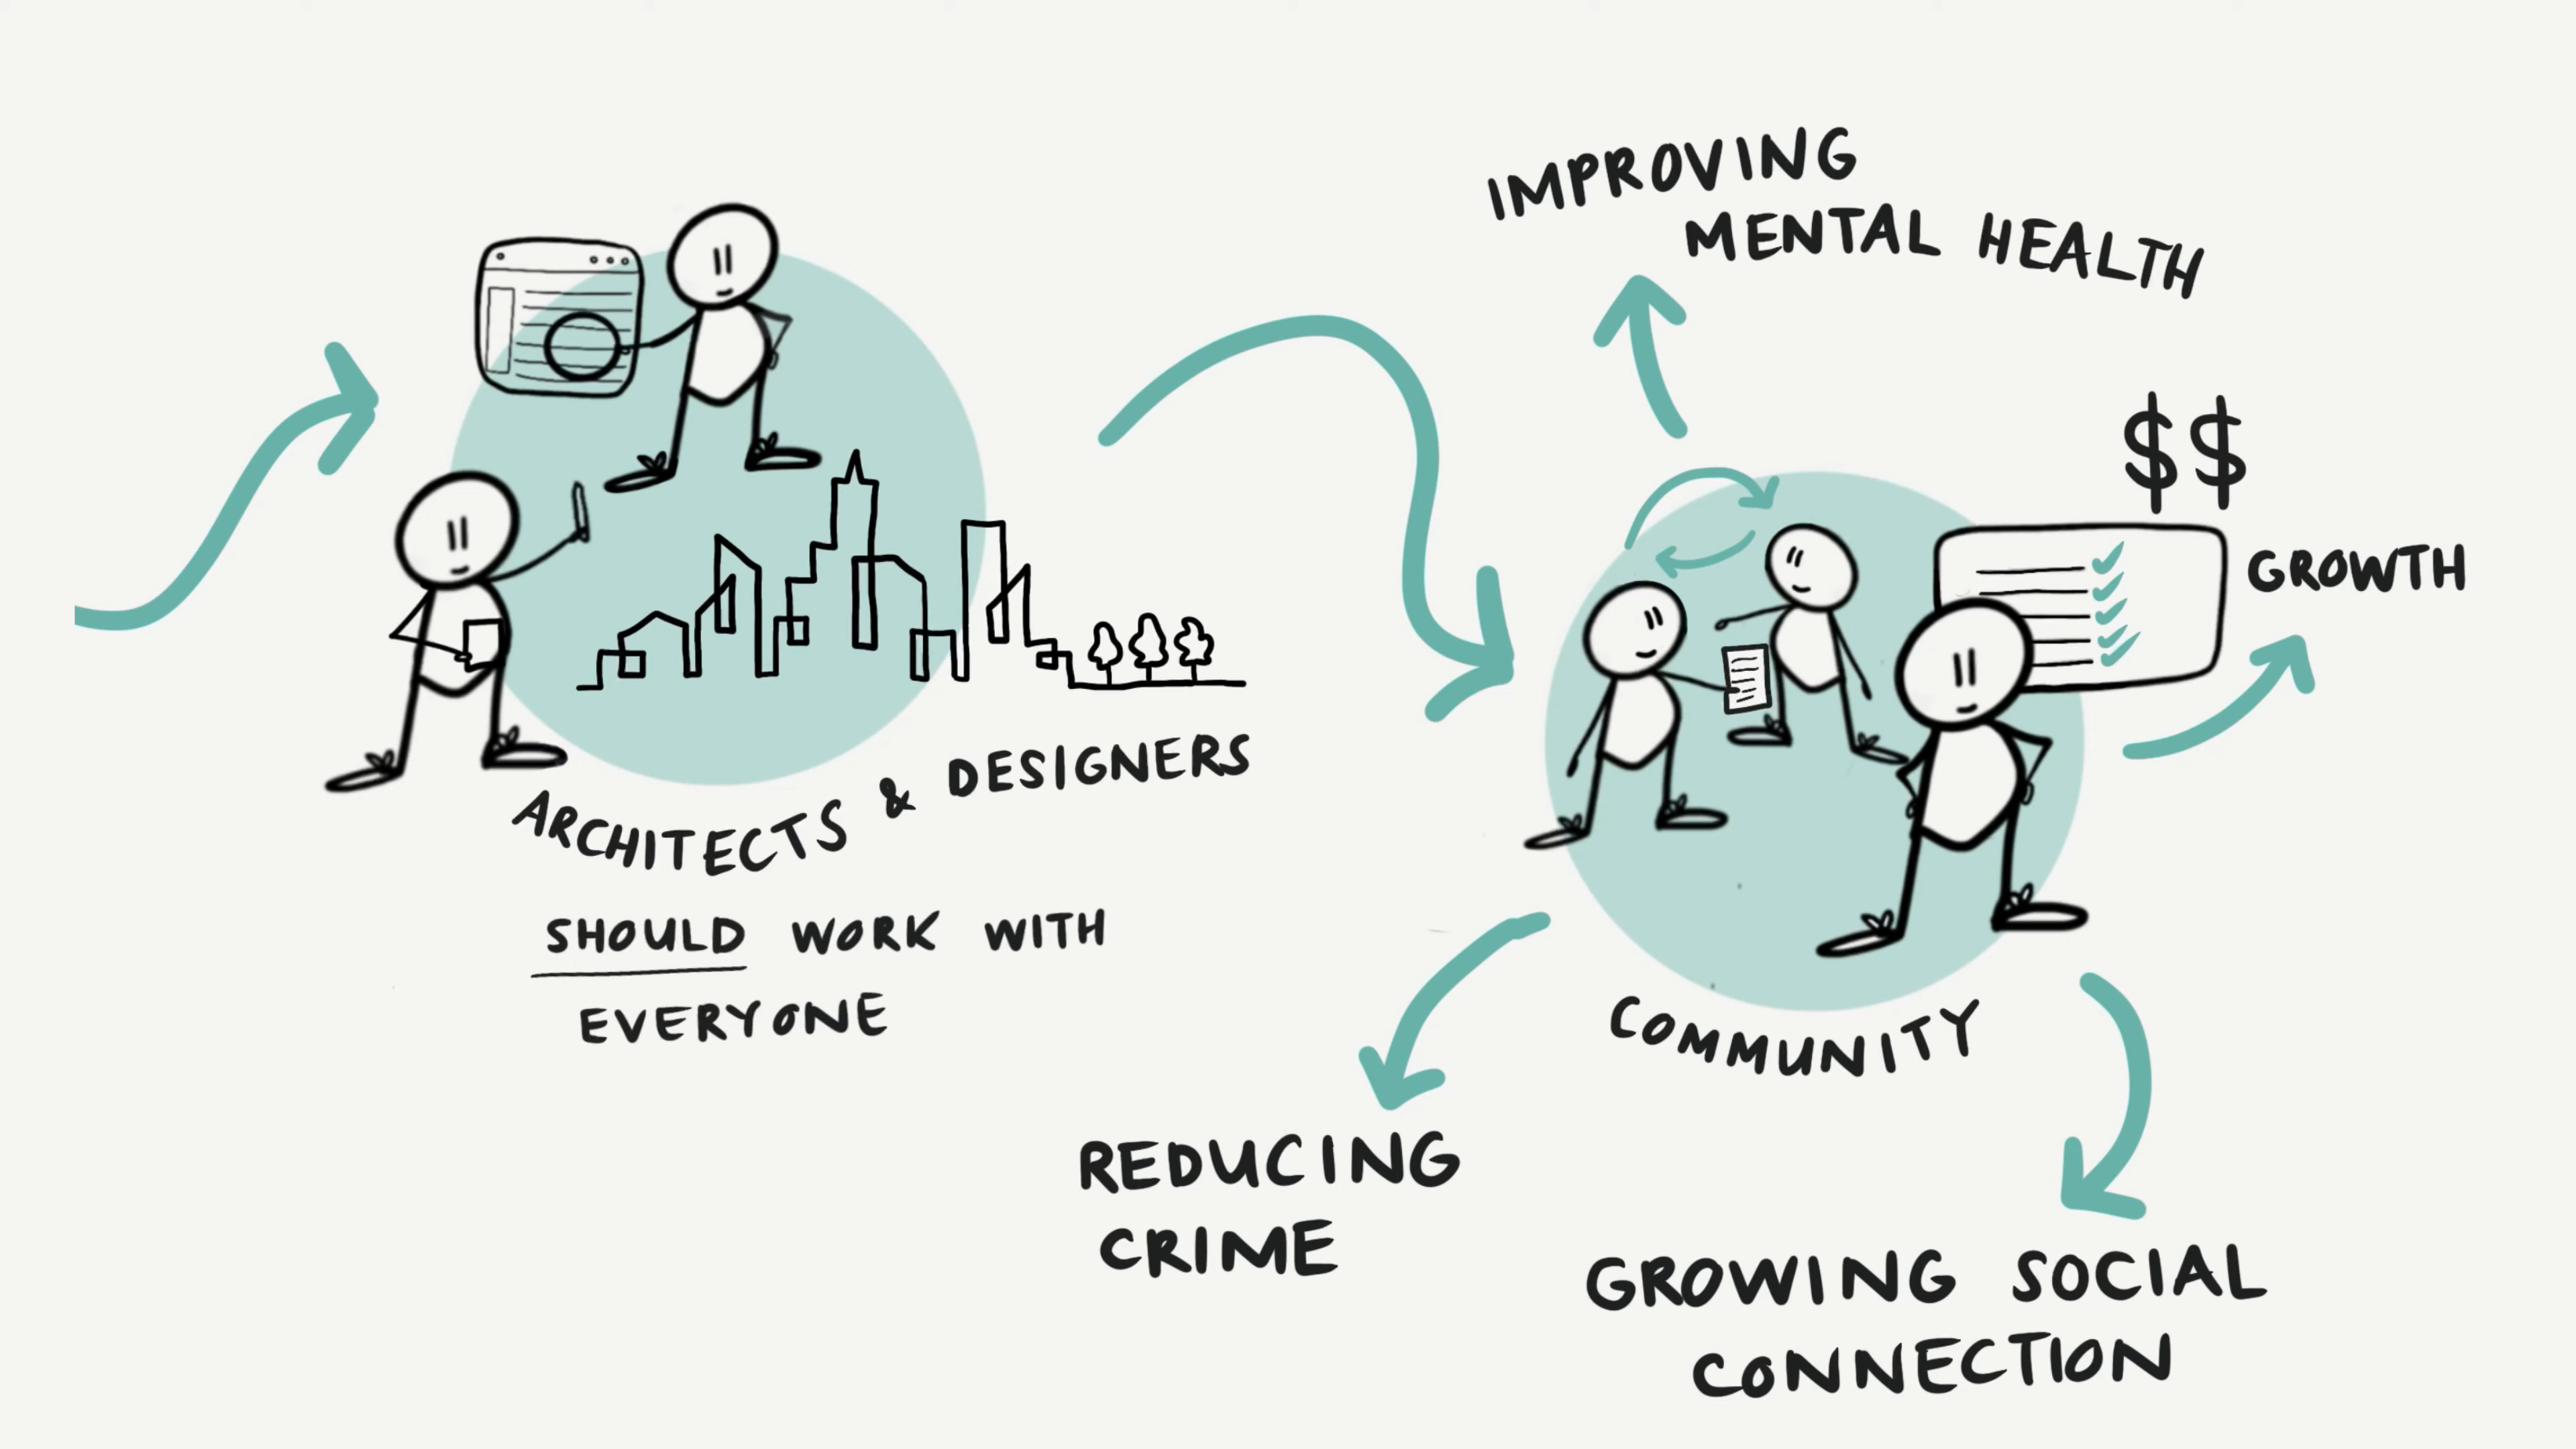 ARCHITECTS & DESIGNERS
SHOULD WORK WITH
EVERYONE
IMPROVING
MENTAL HEALTH
$$
GROWTH
COMMUNITY
REDUCING
CRIME
GROWING SOCIAL
CONNECTION